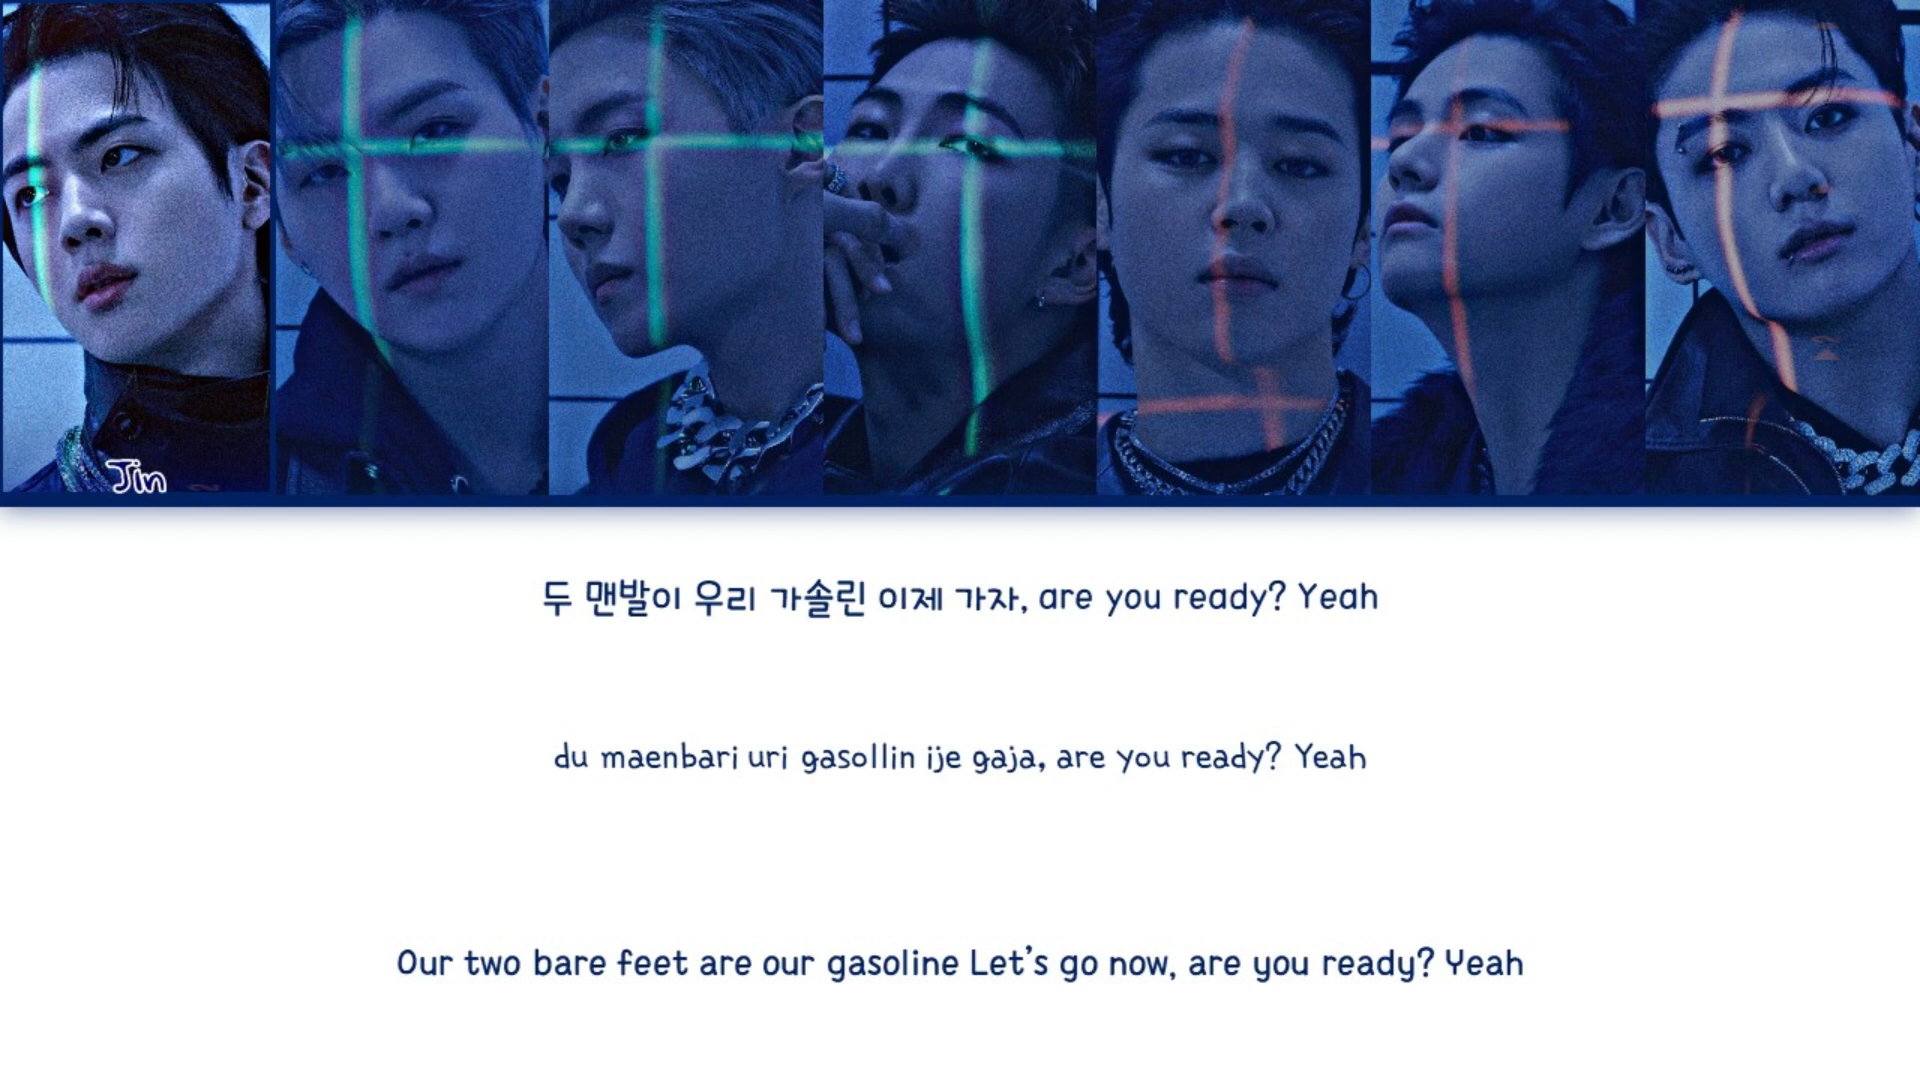 Jin
두 맨발이 우리 가솔린 이제 가자, are you ready? Yeah
du maenbari uri gasollin ije gaja, are you ready? Yeah
Our two bare feet are our gasoline Let's go now, are you ready? Yeah